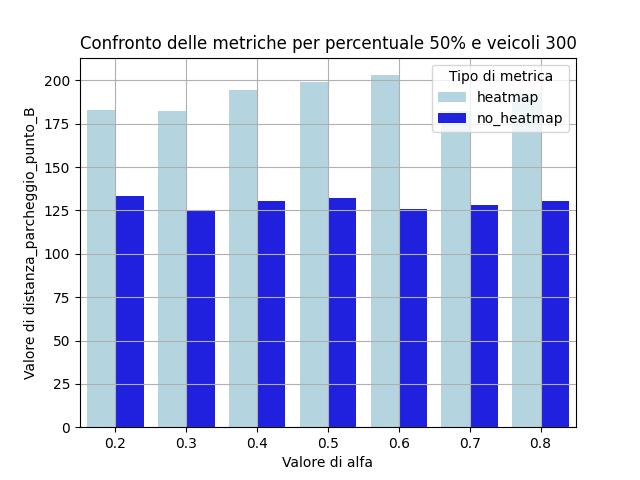 Confronto delle metriche per percentuale 50% e veicoli 300
Valore di distanza_parcheggio_punto_B
200
175
150
125
100
75
50
25
0
Tipo di metrica
heatmap
no_heatmap
0.2 0.3 0.4 0.5 0.6 0.7 0.8
Valore di alfa